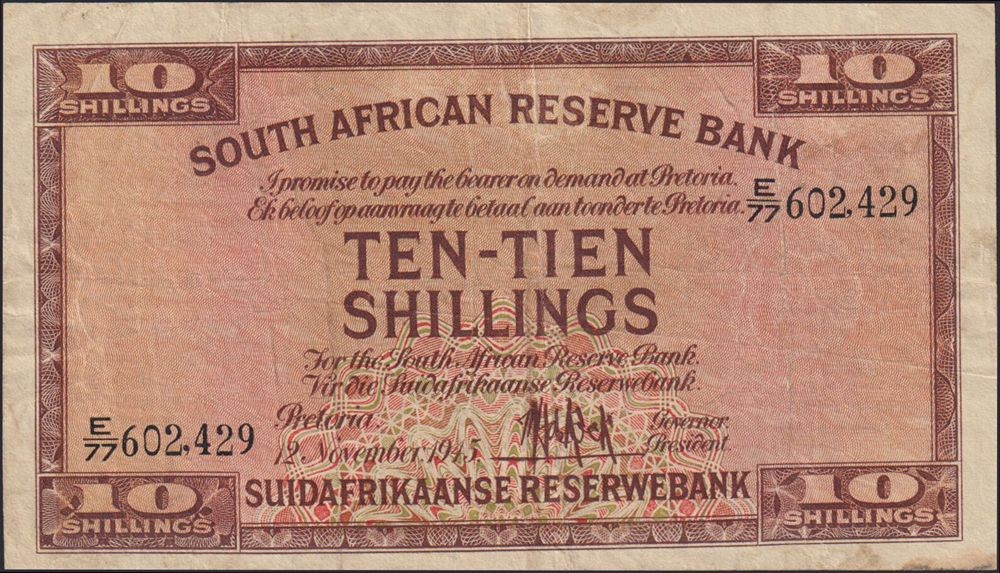 10
SHILLINGS
10
SHILLINGS
SOUTH AFRICAN RESERVE BANK
I promise to pay the bearer on demand at Pretoria.
Ek beloof op aanvraag te betaal aan toonder te Pretoria.
E/77 602,429
TEN-TIEN
SHILLINGS
For the South African Reserve Bank.
Vir die Suidafrikaanse Reserwebank.
Pretoria.
12 November, 1945
Governor.
President.
E/77 602,429
SUIDAFRIKAANSE RESERWEBANK
10
SHILLINGS
10
SHILLINGS